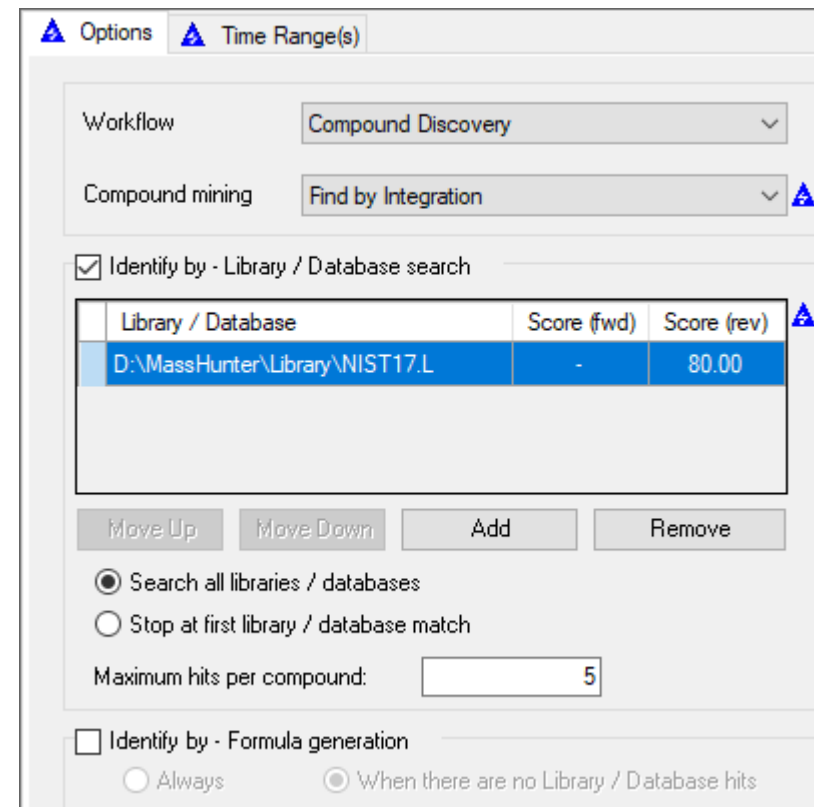 Options Time Range(s)
Workflow Compound Discovery
Compound mining Find by Integration
Identify by - Library / Database search
Library / Database Score (fwd) Score (rev)
D:\MassHunter\Library\NIST17.L - 80.00
Move Up Move Down Add Remove
Search all libraries / databases
Stop at first library / database match
Maximum hits per compound: 5
Identify by - Formula generation
Always When there are no Library / Database hits